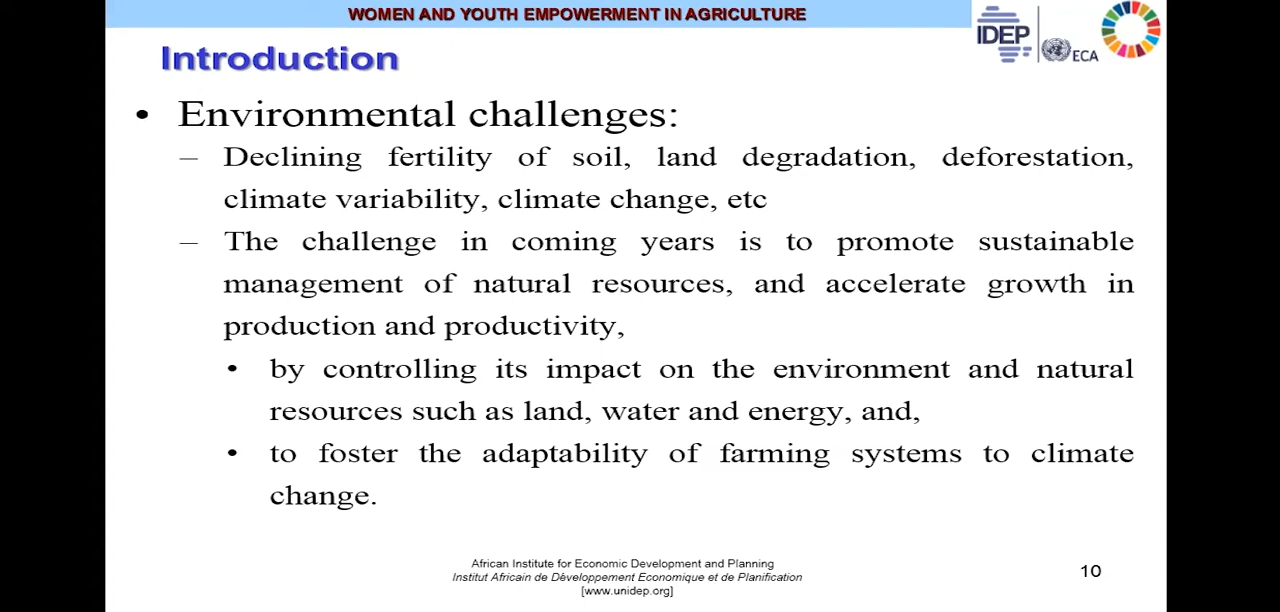 WOMEN AND YOUTH EMPOWERMENT IN AGRICULTURE
IDEP
ECA
Introduction
• Environmental challenges:
– Declining fertility of soil, land degradation, deforestation,
climate variability, climate change, etc
– The challenge in coming years is to promote sustainable
management of natural resources, and accelerate growth in
production and productivity,
• by controlling its impact on the environment and natural
resources such as land, water and energy, and,
• to foster the adaptability of farming systems to climate
change.
African Institute for Economic Development and Planning
Institut Africain de Développement Economique et de Planification
[www.unidep.org]
10